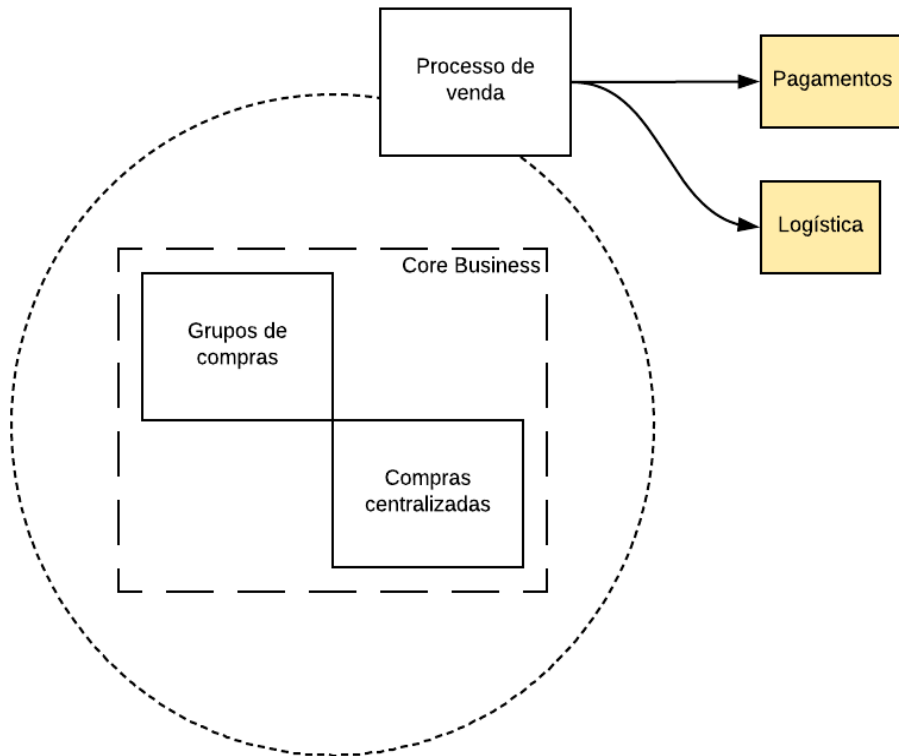 Processo de
venda
Pagamentos
Logística
Core Business
Grupos de
compras
Compras
centralizadas